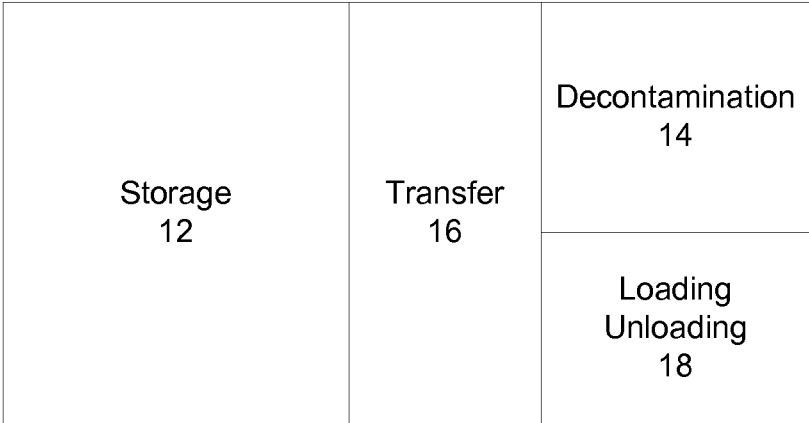 Storage
12
Transfer
16
Decontamination
14
Loading
Unloading
18